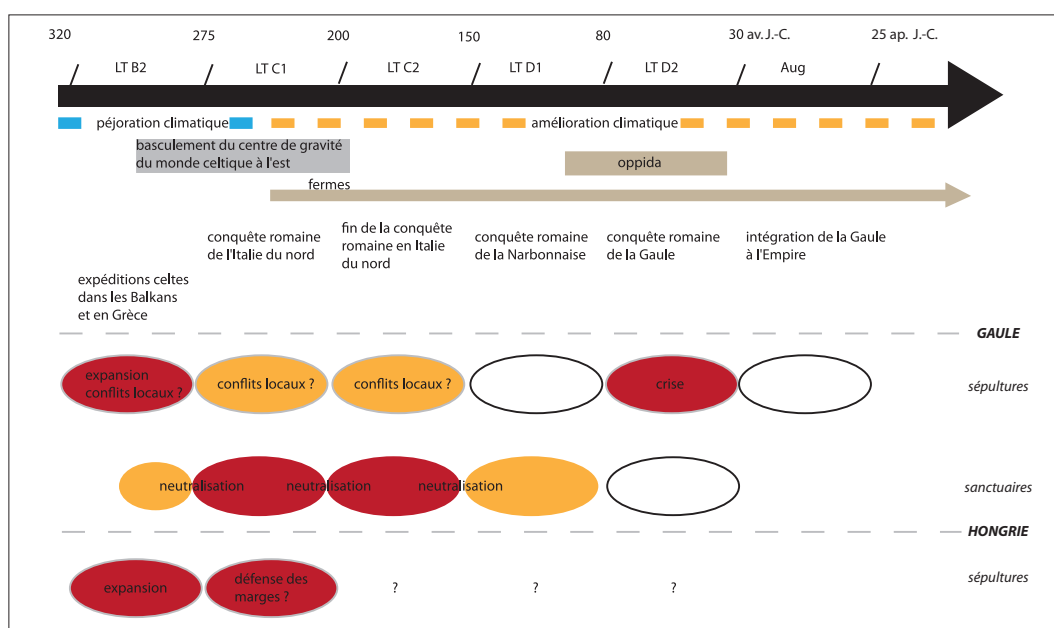 320 275 200 150 80 30 av.J.-C. 25 ap. J.-C.
LT B2 LT C1 LT C2 LT D1 LT D2 Aug
péjoration climatique amélioration climatique
basculement du centre de gravité
du monde celtique à l'est
oppida
fermes
conquête romaine
de l'Italie du nord
fin de la conquête
romaine en Italie
du nord
conquête romaine
de la Narbonnaise
conquête romaine
de la Gaule
intégration de la Gaule
à l'Empire
expéditions celtes
dans les Balkans
et en Grèce
GAULE
expansion
conflits locaux ?
conflits locaux ?
conflits locaux ?
crise
sépultures
neutralisation neutralisation neutralisation
sanctuaires
HONGRIE
expansion
défense des
marges ?
? ? ?
sépultures